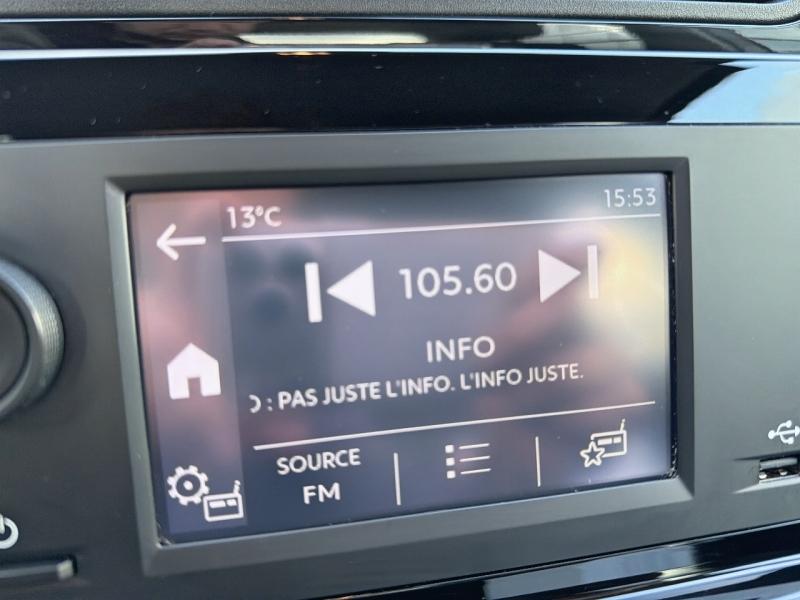 13°C 15:53
105.60
INFO
: PAS JUSTE L'INFO. L'INFO JUSTE.
SOURCE
FM